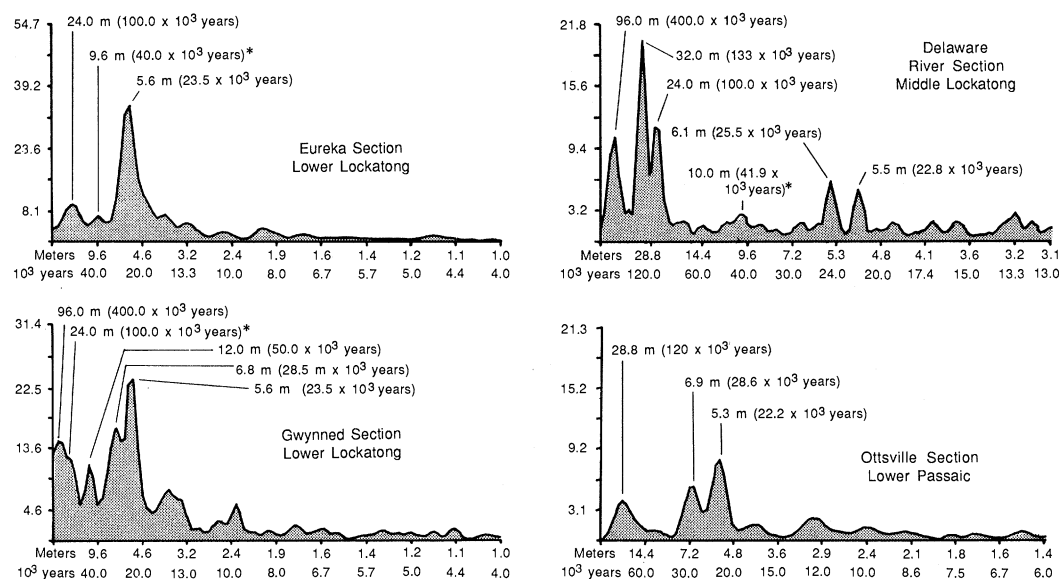 54.7
24.0 m (100.0 x 10³ years)
9.6 m (40.0 x 10³ years)*
5.6 m (23.5 x 10³ years)
39.2
23.6
8.1
Eureka Section
Lower Lockatong
Meters 9.6 4.6 3.2 2.4 1.9 1.6 1.4 1.2 1.1 1.0
10³ years 40.0 20.0 13.3 10.0 8.0 6.7 5.7 5.0 4.4 4.0
21.8
96.0 m (400.0 x 10³ years)
32.0 m (133 x 10³ years)
24.0 m (100.0 x 10³ years)
Delaware
River Section
Middle Lockatong
15.6
6.1 m (25.5 x 10³ years)
9.4
10.0 m (41.9 x
10³years)*
5.5 m (22.8 x 10³ years)
3.2
Meters 28.8 14.4 9.6 7.2 5.3 4.8 4.1 3.6 3.2 3.1
10³ years 120.0 60.0 40.0 30.0 24.0 20.0 17.4 15.0 13.3 13.0
31.4
96.0 m (400.0 x 10³ years)
24.0 m (100.0 x 10³ years)*
12.0 m (50.0 x 10³ years)
6.8 m (28.5 m x 10³ years)
5.6 m (23.5 x 10³ years)
22.5
13.6
4.6
Gwynned Section
Lower Lockatong
Meters 9.6 4.6 3.2 2.4 1.9 1.6 1.4 1.2 1.1 1.0
10³ years 40.0 20.0 13.0 10.0 8.0 6.7 5.7 5.0 4.4 4.0
21.3
28.8 m (120 x 10³ years)
6.9 m (28.6 x 10³ years)
5.3 m (22.2 x 10³ years)
15.2
9.2
3.1
Ottsville Section
Lower Passaic
Meters 14.4 7.2 4.8 3.6 2.9 2.4 2.1 1.8 1.6 1.4
10³ years 60.0 30.0 20.0 15.0 12.0 10.0 8.6 7.5 6.7 6.0